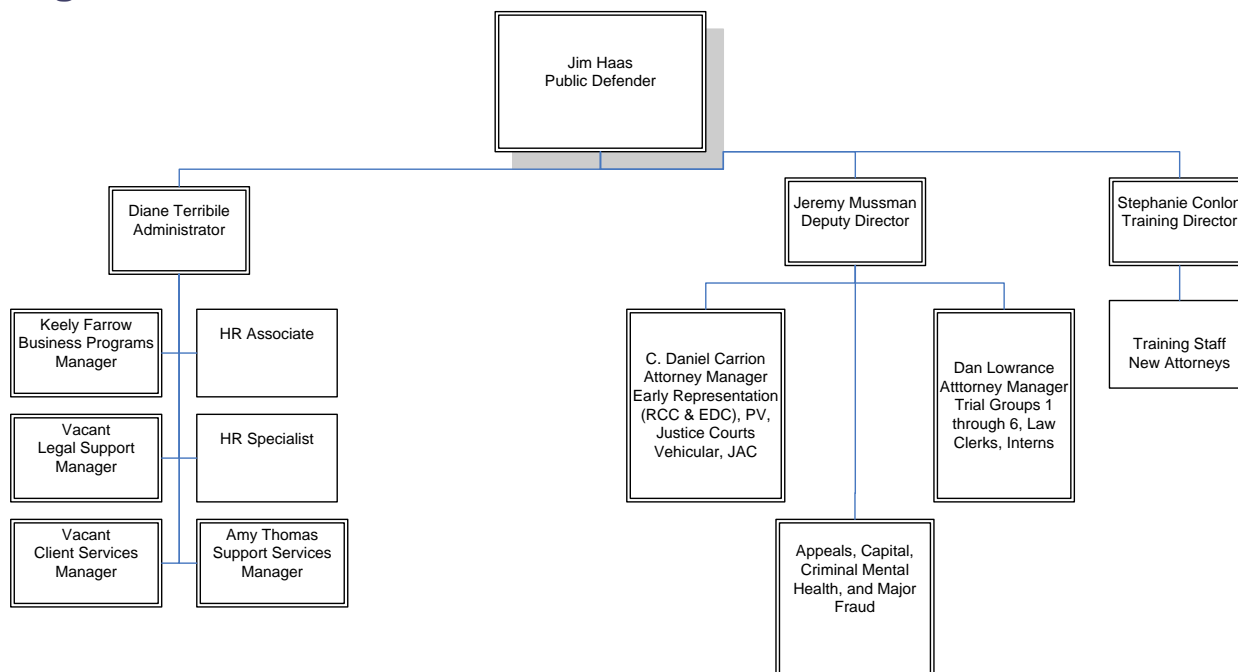 Jim Haas
Public Defender
Diane Terribile
Administrator
Jeremy Mussman
Deputy Director
Stephanie Conlon
Training Director
Keely Farrow
Business Programs
Manager
HR Associate
Vacant
Legal Support
Manager
HR Specialist
Vacant
Client Services
Manager
Amy Thomas
Support Services
Manager
C. Daniel Carrion
Attorney Manager
Early Representation
(RCC & EDC), PV,
Justice Courts
Vehicular, JAC
Dan Lowrance
Atttorney Manager
Trial Groups 1
through 6, Law
Clerks, Interns
Training Staff
New Attorneys
Appeals, Capital,
Criminal Mental
Health, and Major
Fraud